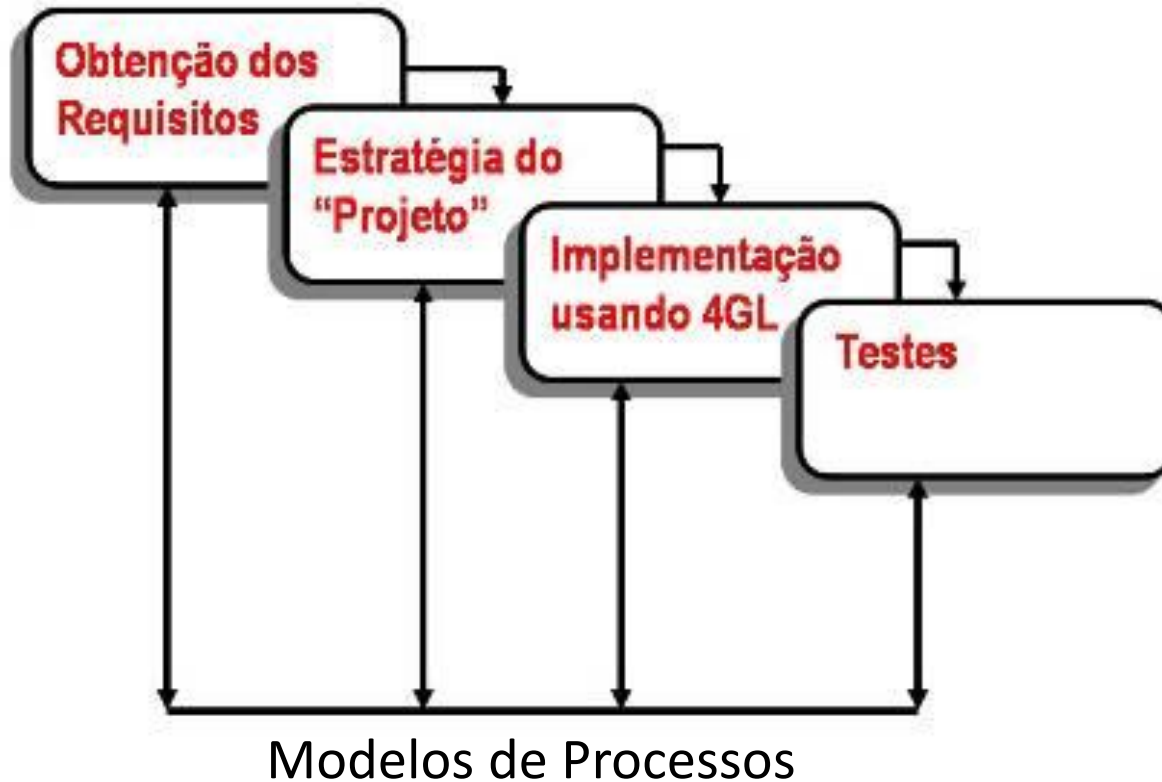 Obtenção dos
Requisitos
Estratégia do
“Projeto”
Implementação
usando 4GL
Testes
Modelos de Processos